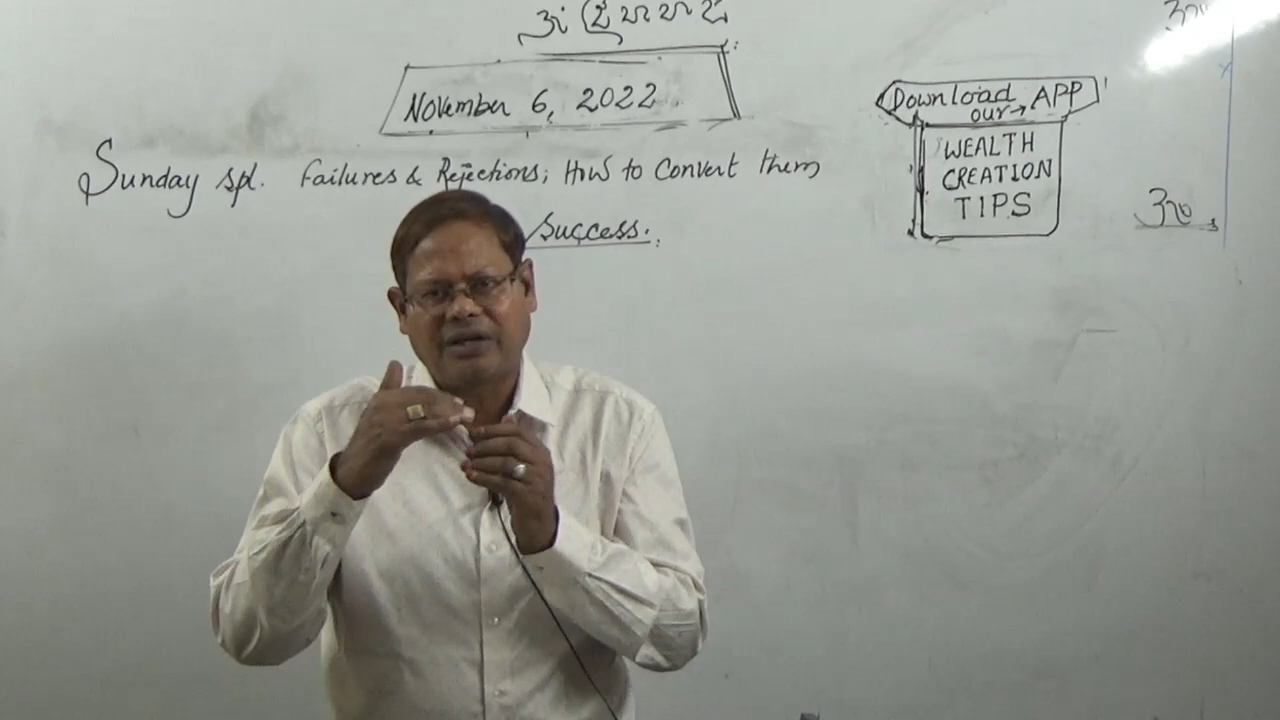 November 6, 2022
Sunday spl. Failures & Rejections; How to Convert them
Success.
Download
our → APP
WEALTH
CREATION
TIPS